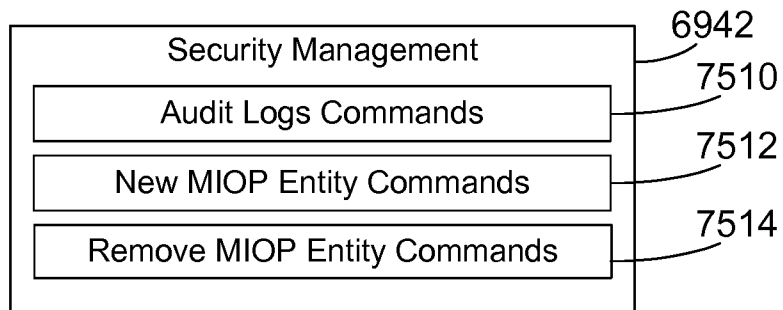 6942
Security Management
7510
Audit Logs Commands
7512
New MIOP Entity Commands
7514
Remove MIOP Entity Commands